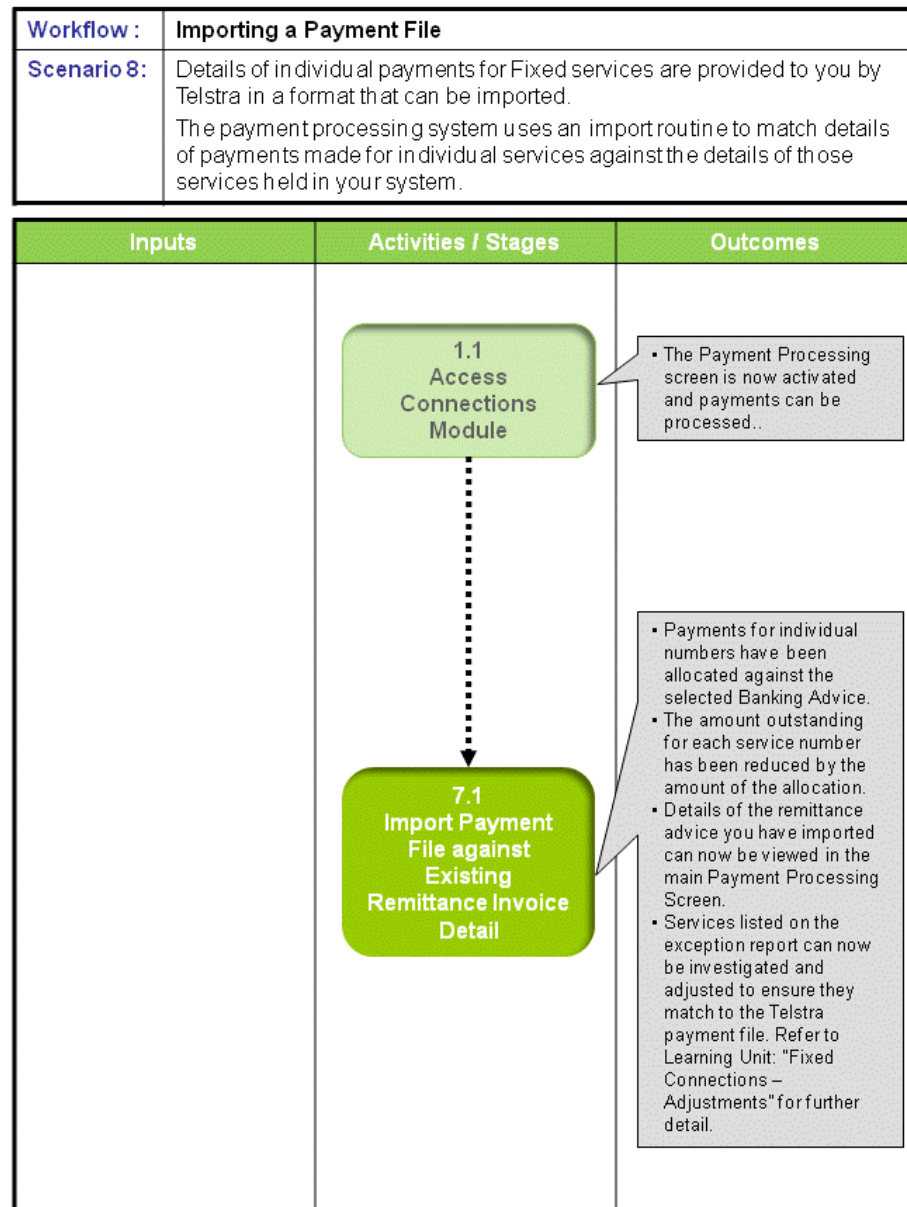 Workflow : Importing a Payment File
Scenario 8: Details of individual payments for Fixed services are provided to you by
Telstra in a format that can be imported.
The payment processing system uses an import routine to match details
of payments made for individual services against the details of those
services held in your system.
Inputs Activities / Stages Outcomes
1.1
Access
Connections
Module
▪ The Payment Processing
screen is now activated
and payments can be
processed..
7.1
Import Payment
File against
Existing
Remittance Invoice
Detail
▪ Payments for individual
numbers have been
allocated against the
selected Banking Advice.
▪ The amount outstanding
for each service number
has been reduced by the
amount of the allocation.
▪ Details of the remittance
advice you have imported
can now be viewed in the
main Payment Processing
Screen.
▪ Services listed on the
exception report can now
be investigated and
adjusted to ensure they
match to the Telstra
payment file. Refer to
Learning Unit: "Fixed
Connections –
Adjustments" for further
detail.